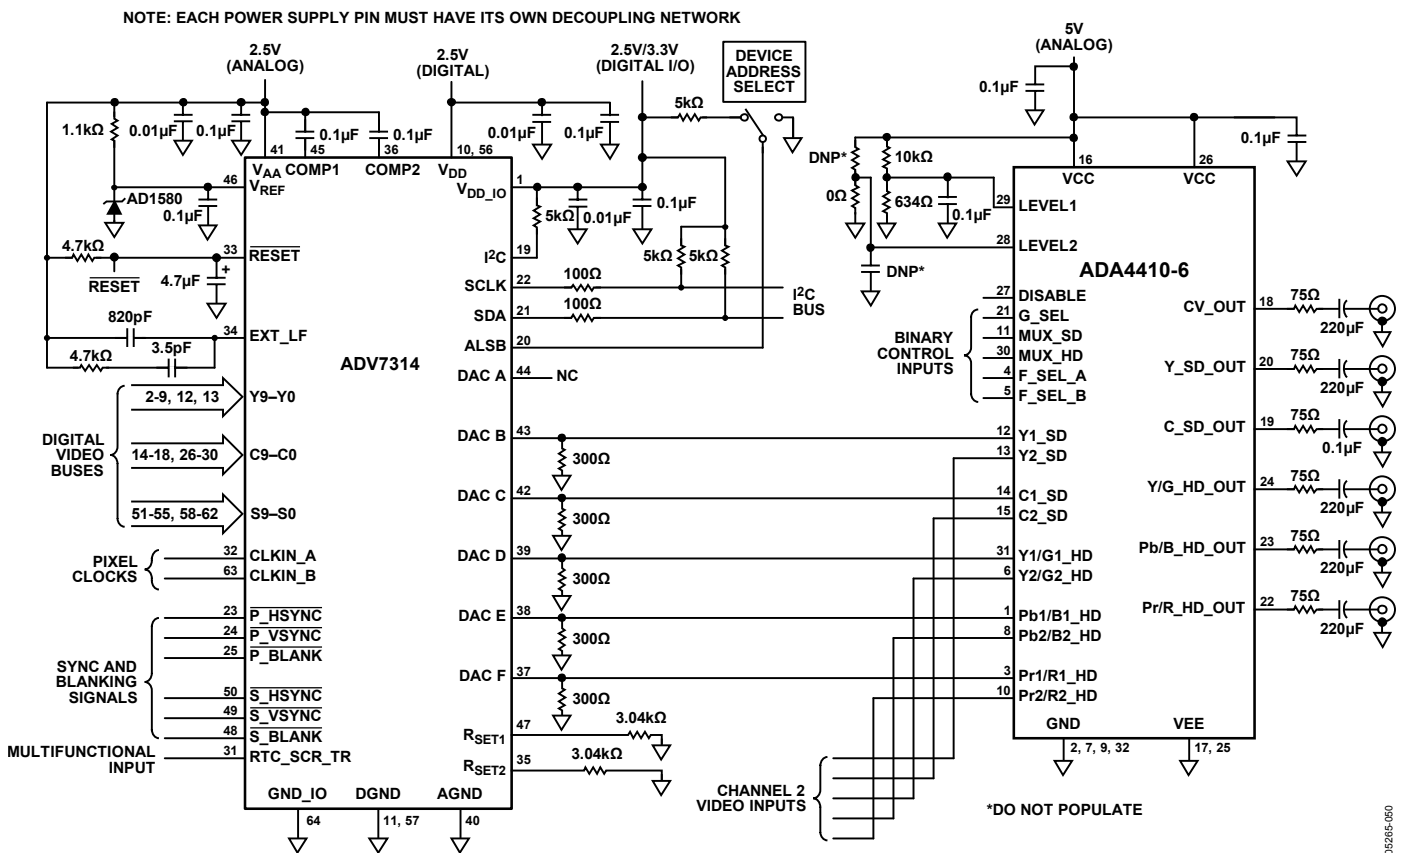 NOTE: EACH POWER SUPPLY PIN MUST HAVE ITS OWN DECOUPLING NETWORK
2.5V
(ANALOG)
2.5V
(DIGITAL)
2.5V/3.3V
(DIGITAL I/O)
DEVICE
ADDRESS
SELECT
5V
(ANALOG)
0.1µF
0.1µF
1.1kΩ
0.01µF
0.1µF
0.1µF
0.1µF
0.01µF
0.1µF
5kΩ
41
45
36
10, 56
VAA
COMP1
COMP2
VDD
46
VREF
AD1580
0.1µF
1
VDD_IO
5kΩ
0.01µF
0.1µF
4.7kΩ
33
RESET
RESET
4.7µF
+
19
I2C
5kΩ
5kΩ
22
SCLK
100Ω
21
SDA
100Ω
I2C
BUS
820pF
34
EXT_LF
3.5pF
4.7kΩ
20
ALSB
ADV7314
44
DAC A
NC
DIGITAL
VIDEO
BUSES
2-9, 12, 13
Y9–Y0
14-18, 26-30
C9–C0
51-55, 58-62
S9–S0
43
DAC B
300Ω
42
DAC C
300Ω
39
DAC D
300Ω
38
DAC E
300Ω
37
DAC F
300Ω
PIXEL
CLOCKS
32
CLKIN_A
63
CLKIN_B
SYNC AND
BLANKING
SIGNALS
23
P_HSYNC
24
P_VSYNC
25
P_BLANK
50
S_HSYNC
49
S_VSYNC
48
S_BLANK
MULTIFUNCTIONAL
INPUT
31
RTC_SCR_TR
47
RSET1
3.04kΩ
35
RSET2
3.04kΩ
GND_IO
DGND
AGND
64
11, 57
40
DNP*
10kΩ
0Ω
634Ω
0.1µF
DNP*
16
VCC
26
VCC
29
LEVEL1
28
LEVEL2
ADA4410-6
BINARY
CONTROL
INPUTS
27
DISABLE
21
G_SEL
11
MUX_SD
30
MUX_HD
4
F_SEL_A
5
F_SEL_B
12
Y1_SD
13
Y2_SD
14
C1_SD
15
C2_SD
31
Y1/G1_HD
6
Y2/G2_HD
1
Pb1/B1_HD
8
Pb2/B2_HD
3
Pr1/R1_HD
10
Pr2/R2_HD
CV_OUT
18
75Ω
220µF
Y_SD_OUT
20
75Ω
220µF
C_SD_OUT
19
75Ω
0.1µF
Y/G_HD_OUT
24
75Ω
220µF
Pb/B_HD_OUT
23
75Ω
220µF
Pr/R_HD_OUT
22
75Ω
220µF
GND
VEE
2, 7, 9, 32
17, 25
CHANNEL 2
VIDEO INPUTS
*DO NOT POPULATE
05265-050